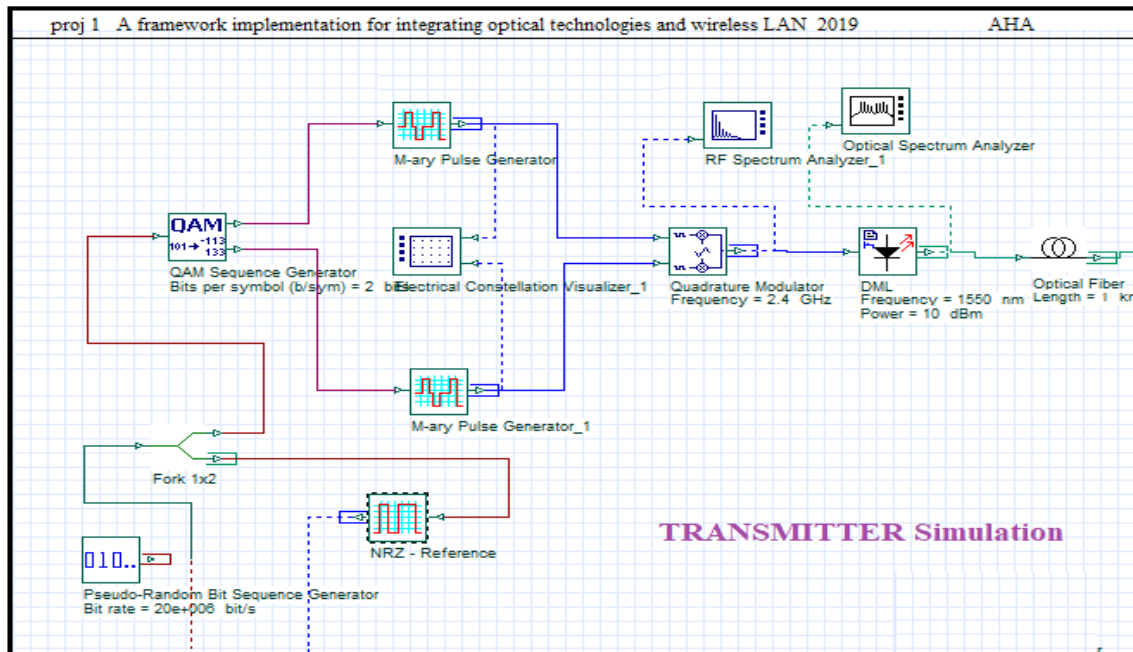 proj 1 A framework implementation for integrating optical technologies and wireless LAN 2019 AHA
M-ary Pulse Generator
RF Spectrum Analyzer_1
Optical Spectrum Analyzer
QAM
101 -113
133
QAM Sequence Generator
Bits per symbol (b/sym) = 2 bits
Electrical Constellation Visualizer_1
Quadrature Modulator
Frequency = 2.4 GHz
DML
Frequency = 1550 nm
Power = 10 dBm
Optical Fiber
Length = 1
M-ary Pulse Generator_1
Fork 1x2
NRZ - Reference
TRANSMITTER Simulation
010..
Pseudo-Random Bit Sequence Generator
Bit rate = 20e+006 bit/s